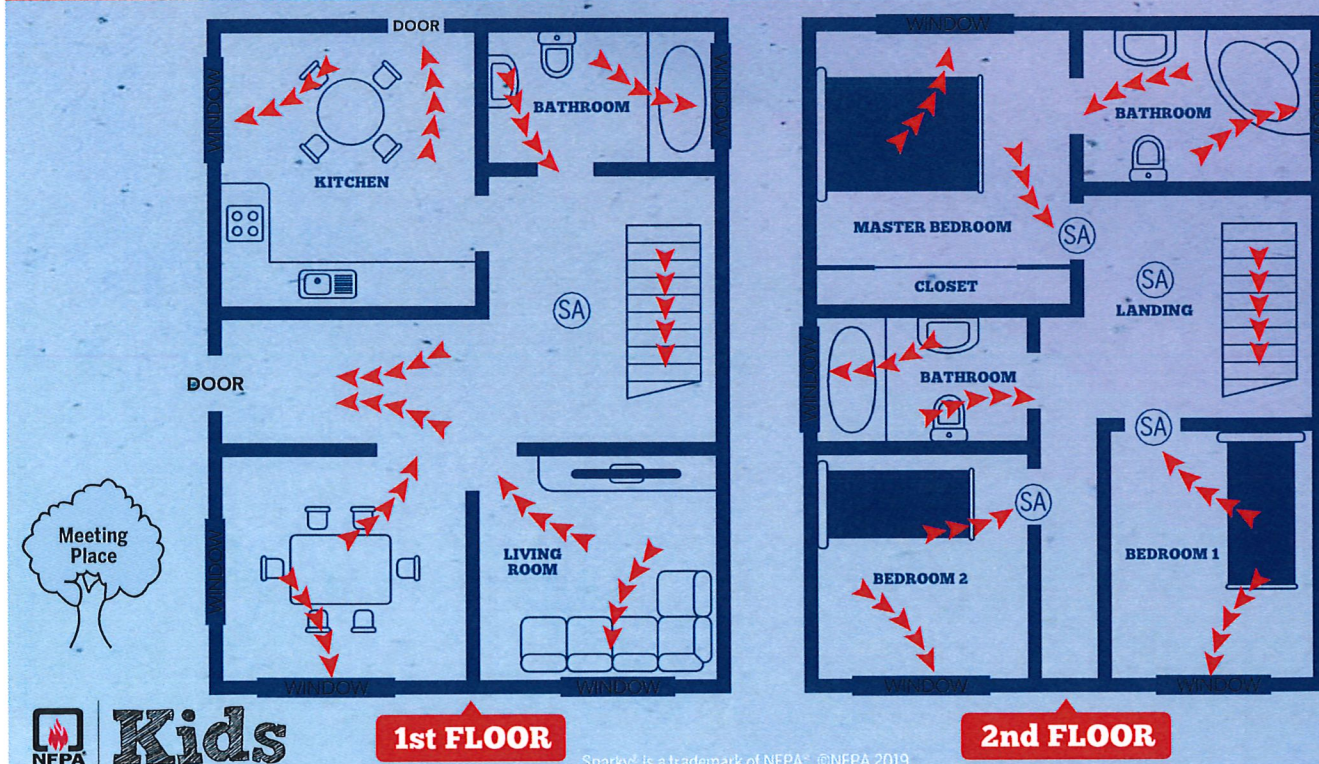 DOOR
WINDOW
WINDOW
BATHROOM
KITCHEN
SA
DOOR
WINDOW
LIVING
ROOM
WINDOW
WINDOW
Meeting
Place
NFPA®
Kids
1st FLOOR
WINDOW
BATHROOM
MASTER BEDROOM
SA
CLOSET
SA
LANDING
WINDOW
BATHROOM
SA
SA
BEDROOM 1
BEDROOM 2
WINDOW
WINDOW
2nd FLOOR
Sparky® is a trademark of NFPA®. ©NFPA 2019